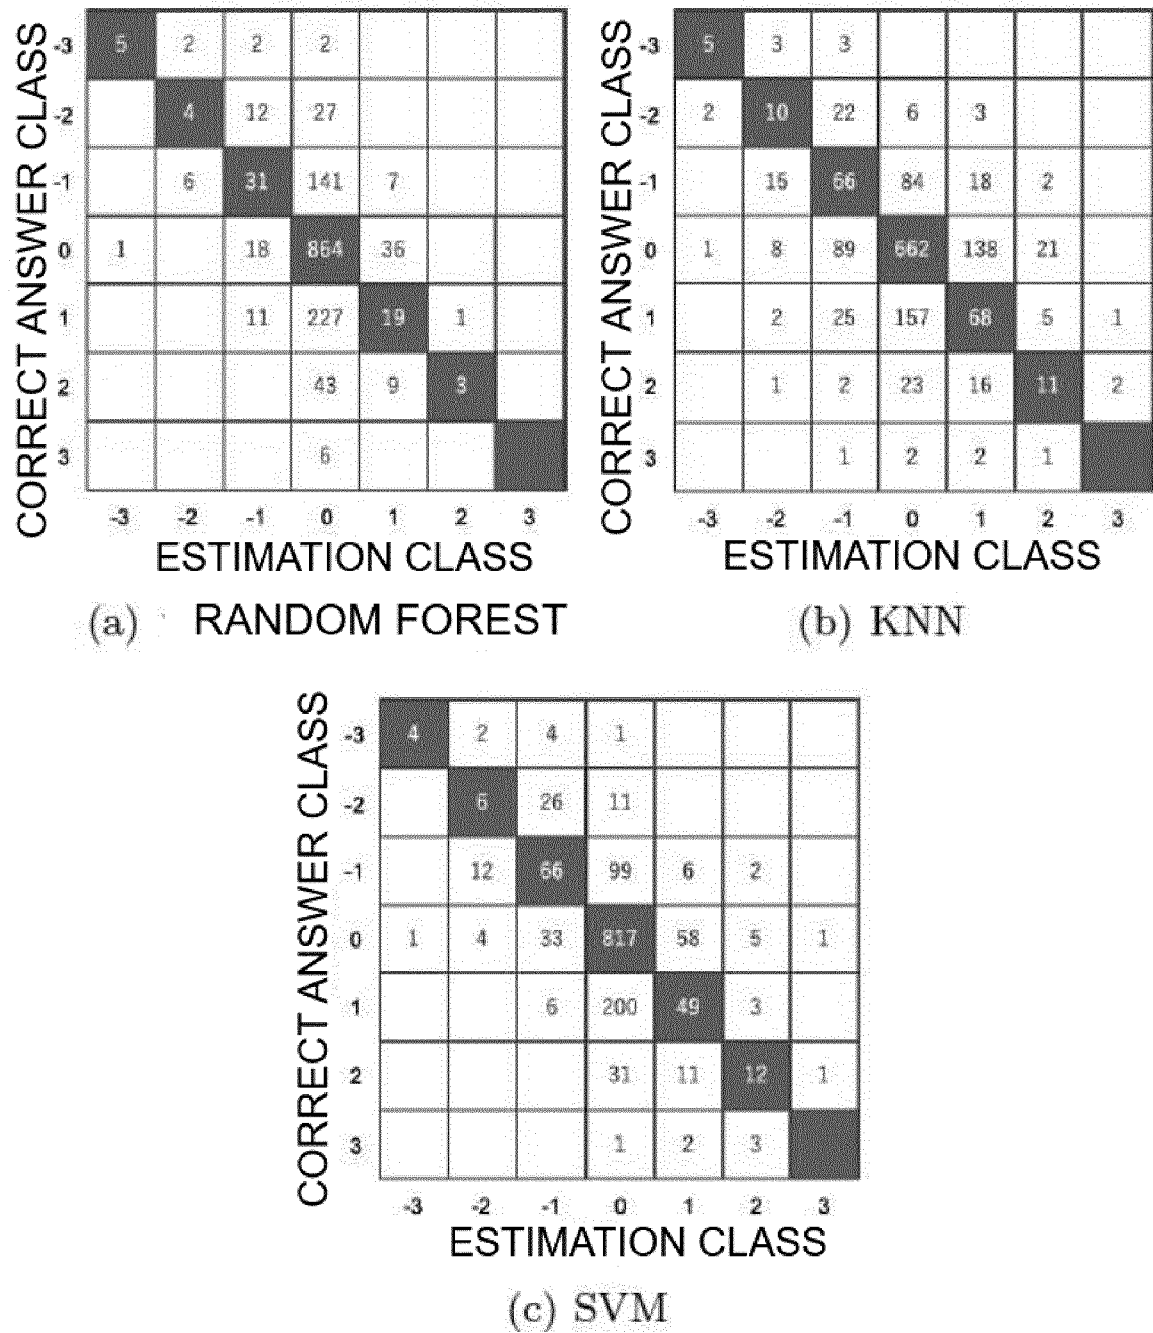 CORRECT ANSWER CLASS
-3 5 2 2 2
-2 4 12 27
-1 6 31 141 7
0 1 18 864 36
1 11 227 19 1
2 43 9 3
3 6
-3 -2 -1 0 1 2 3
ESTIMATION CLASS
(a) RANDOM FOREST
CORRECT ANSWER CLASS
-3 5 3 3
-2 2 10 22 6 3
-1 15 66 84 18 2
0 1 8 89 662 138 21
1 2 25 157 68 5 1
2 1 2 23 16 11 2
3 1 2 2 1
-3 -2 -1 0 1 2 3
ESTIMATION CLASS
(b) KNN
CORRECT ANSWER CLASS
-3 4 2 4 1
-2 6 26 11
-1 12 66 99 6 2
0 1 4 33 817 58 5 1
1 6 200 49 3
2 31 11 12 1
3 1 2 3
-3 -2 -1 0 1 2 3
ESTIMATION CLASS
(c) SVM